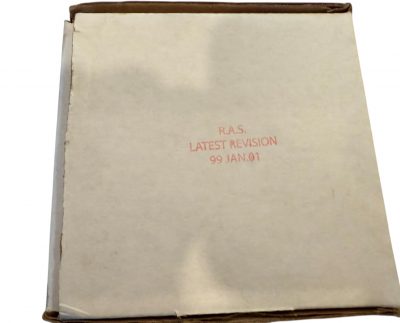 R.A.S.
LATEST REVISION
99 JAN.01